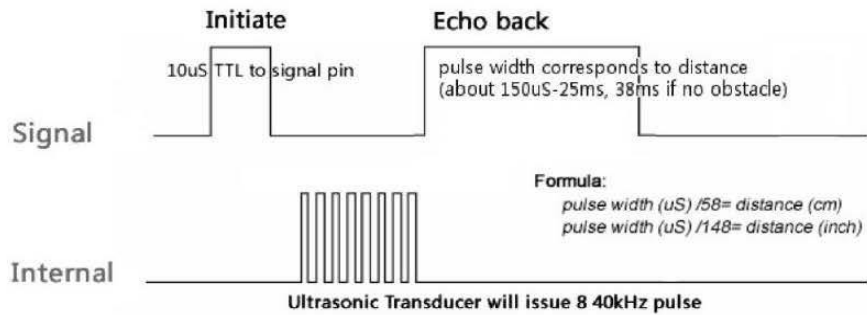 Initiate
Echo back
10uS TTL to signal pin
pulse width corresponds to distance
(about 150uS-25ms, 38ms if no obstacle)
Signal
Formula:
pulse width (uS) /58= distance (cm)
pulse width (uS) /148= distance (inch)
Internal
Ultrasonic Transducer will issue 8 40kHz pulse